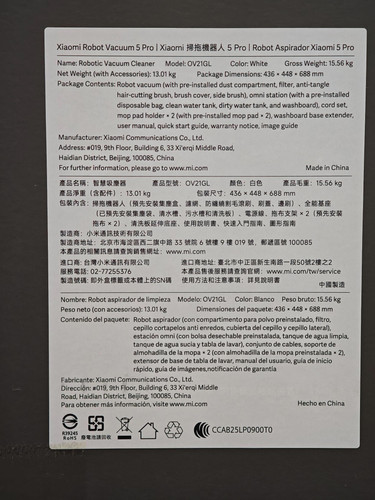 Xiaomi Robot Vacuum 5 Pro | Xiaomi 掃拖機器人 5 Pro | Robot Aspirador Xiaomi 5 Pro
Name: Robotic Vacuum Cleaner Model: OV21GL Color: White Gross Weight: 15.56 kg
Net Weight (with Accessories): 13.01 kg Package Dimensions: 436 × 448 × 688 mm
Package Contents: Robot vacuum (with pre-installed dust compartment, filter, anti-tangle
hair-cutting brush, brush cover, side brush), omni station (with a pre-installed
disposable bag, clean water tank, dirty water tank, and washboard), cord set,
mop pad holder × 2 (with pre-installed mop pad × 2), washboard base extender,
user manual, quick start guide, warranty notice, image guide
Manufacturer: Xiaomi Communications Co., Ltd.
Address: #019, 9th Floor, Building 6, 33 Xi'erqi Middle Road,
Haidian District, Beijing, 100085, China
For further information, please go to www.mi.com Made in China
產品名稱：智慧吸塵器 產品型號：OV21GL 顏色：白色 產品毛重：15.56 kg
產品淨重（含配件）：13.01 kg 包裝尺寸：436 × 448 × 688 mm
包裝內含：掃拖機器人（預先安裝集塵盒、濾網、防纏繞割毛滾刷、刷蓋、邊刷）、全能基座
（已預先安裝集塵袋、清水槽、污水槽和清洗板）、電源線、拖布支架 × 2（預先安裝
拖布 × 2）、清洗板延伸底座、使用說明書、快速入門指南、圖形指南
製造商：小米通訊技術有限公司
製造商地址：北京市海淀區西二旗中路 33 號院 6 號樓 9 樓 019 號，郵遞區號 100085
本產品的相關訊息請查詢銷售網站：www.mi.com
進口商：台灣小米通訊有限公司 進口商地址：臺北市中正區新生南路一段50號2樓之2
服務電話：02-77255376 本產品售後服務請查詢官網 www.mi.com/tw/service
製造號碼：即外盒標籤或本體上的SN碼 使用方法及注意事項：詳見說明書
中國製造
Nombre: Robot aspirador de limpieza Modelo: OV21GL Color: Blanco Peso bruto: 15.56 kg
Peso neto (con accesorios): 13.01 kg Dimensiones del paquete: 436 × 448 × 688 mm
Contenido del paquete: Robot aspirador (con compartimento para polvo preinstalado, filtro,
cepillo cortapelos anti enredos, cubierta del cepillo y cepillo lateral),
estación omni (con bolsa desechable preinstalada, tanque de agua limpia,
tanque de agua sucia y tabla de lavar), conjunto de cables, soporte de
almohadilla de la mopa × 2 (con almohadilla de la mopa preinstalada × 2),
extensor de base de tabla de lavar, manual del usuario, guía de inicio
rápido, guía de imágenes,notificación de garantía
Fabricante: Xiaomi Communications Co., Ltd.
Dirección: #019, 9th Floor, Building 6, 33 Xi'erqi Middle
Road, Haidian District, Beijing, 100085, China
Para obtener más información, visite www.mi.com Hecho en China
R39245
RoHS
廢電池請回收
CCAB25LP0900T0